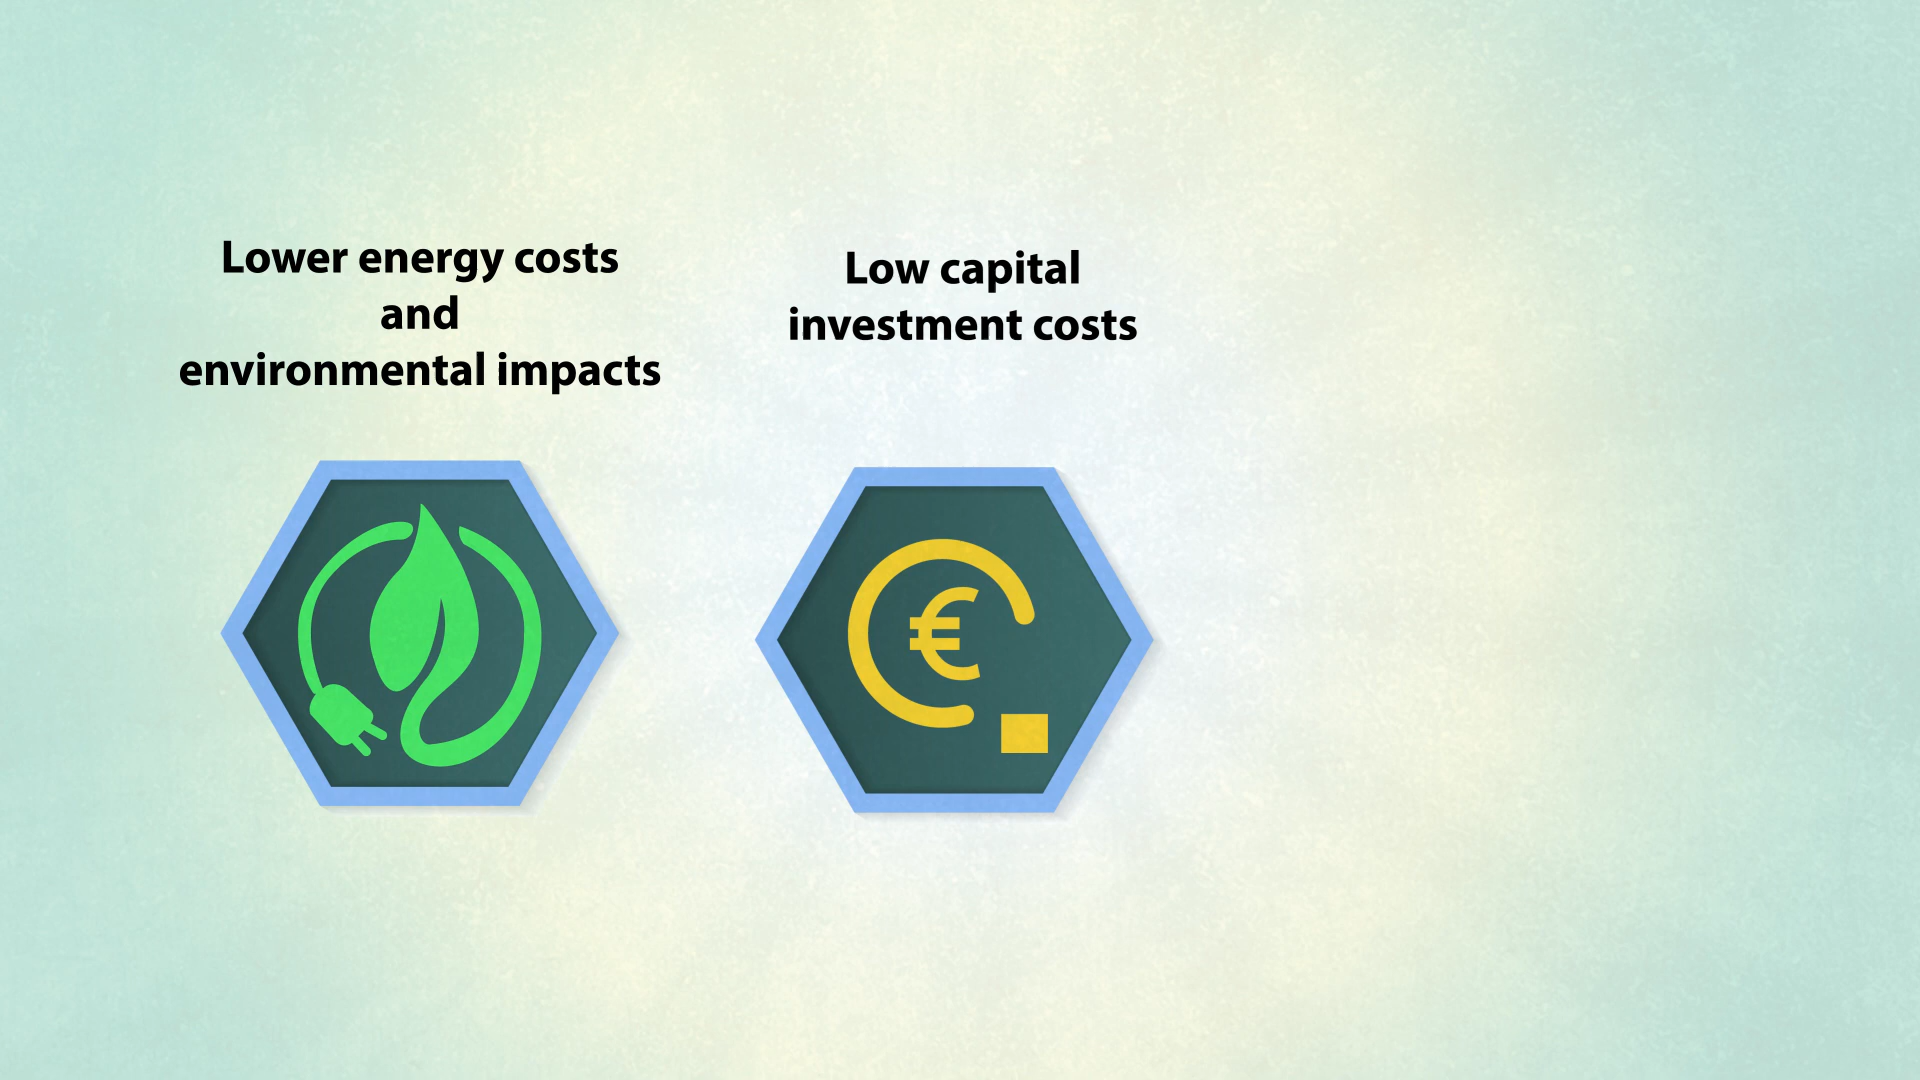 Lower energy costs
and
environmental impacts
Low capital
investment costs
€